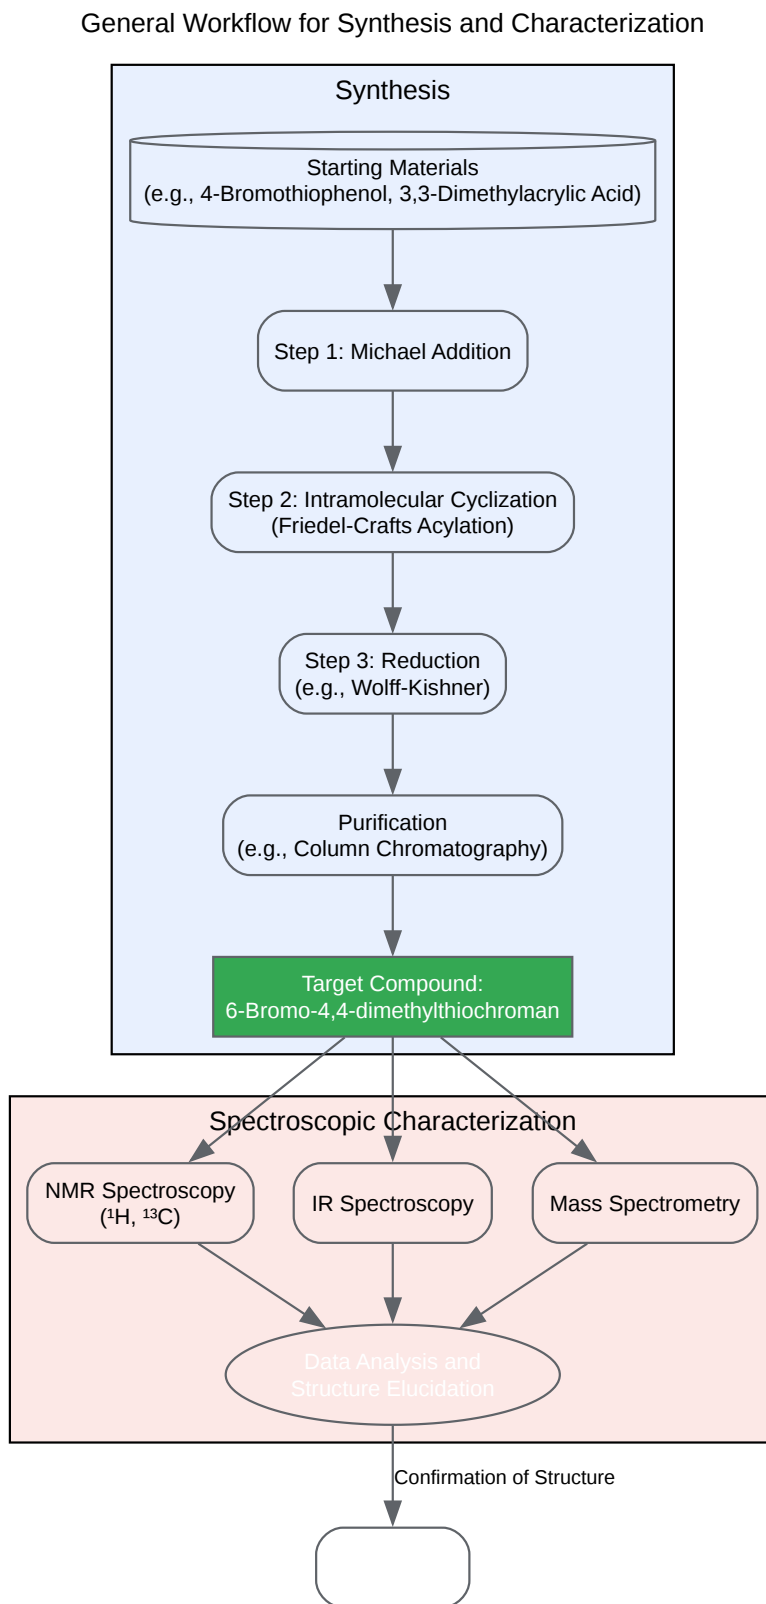 General Workflow for Synthesis and Characterization
Synthesis
Starting Materials
(e.g., 4-Bromothiophenol, 3,3-Dimethylacrylic Acid)
Step 1: Michael Addition
Step 2: Intramolecular Cyclization
(Friedel-Crafts Acylation)
Step 3: Reduction
(e.g., Wolff-Kishner)
Purification
(e.g., Column Chromatography)
Target Compound:
6-Bromo-4,4-dimethylthiochroman
Spectroscopic Characterization
NMR Spectroscopy
(¹H, ¹³C)
IR Spectroscopy
Mass Spectrometry
Data Analysis and
Structure Elucidation
Confirmation of Structure